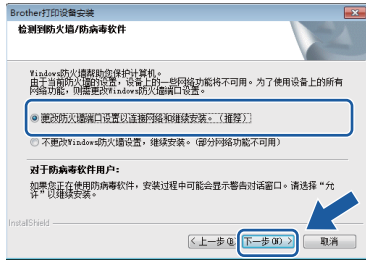 Brother打印设备安装
检测到防火墙/防病毒软件
Windows防火墙帮助您保护计算机。
由于当前防火墙的设置，设备上的一些网络功能将不可用。为了使用设备上的所有
网络功能，则需更改Windows防火墙端口设置。
更改防火墙端口设置以连接网络和继续安装。（推荐）
不更改Windows防火墙设置，继续安装。（部分网络功能不可用）
对于防病毒软件用户：
如果您正在使用防病毒软件，安装过程中可能会显示警告对话窗口。请选择“允
许”以继续安装。
InstallShield
< 上一步(B) 下一步(N) > 取消